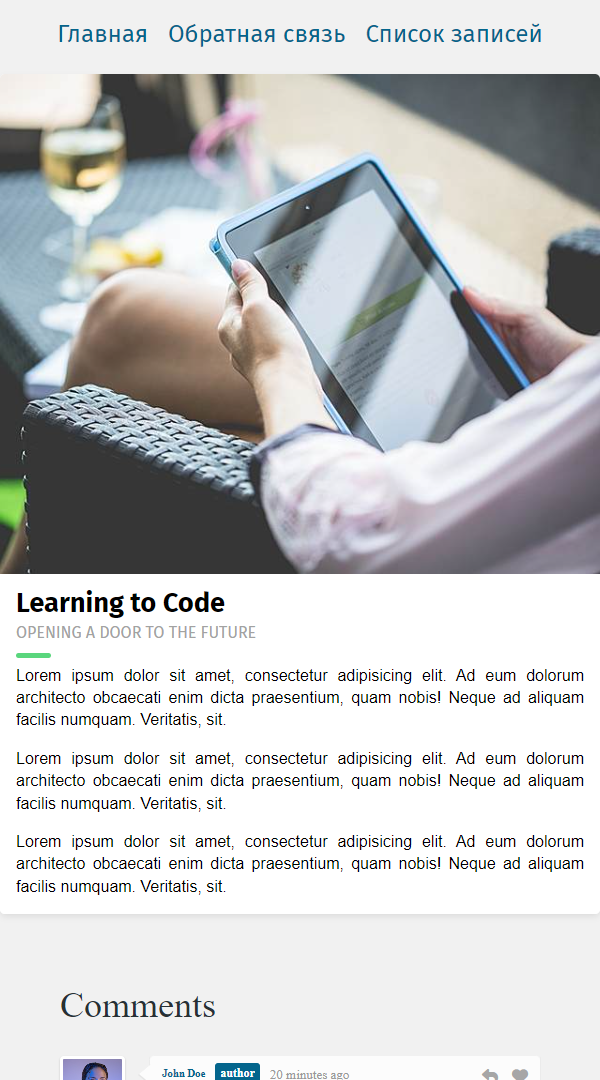 Главная Обратная связь Список записей
Learning to Code
OPENING A DOOR TO THE FUTURE
Lorem ipsum dolor sit amet, consectetur adipisicing elit. Ad eum dolorum
architecto obcaecati enim dicta praesentium, quam nobis! Neque ad aliquam
facilis numquam. Veritatis, sit.
Lorem ipsum dolor sit amet, consectetur adipisicing elit. Ad eum dolorum
architecto obcaecati enim dicta praesentium, quam nobis! Neque ad aliquam
facilis numquam. Veritatis, sit.
Lorem ipsum dolor sit amet, consectetur adipisicing elit. Ad eum dolorum
architecto obcaecati enim dicta praesentium, quam nobis! Neque ad aliquam
facilis numquam. Veritatis, sit.
Comments
John Doe author 20 minutes ago